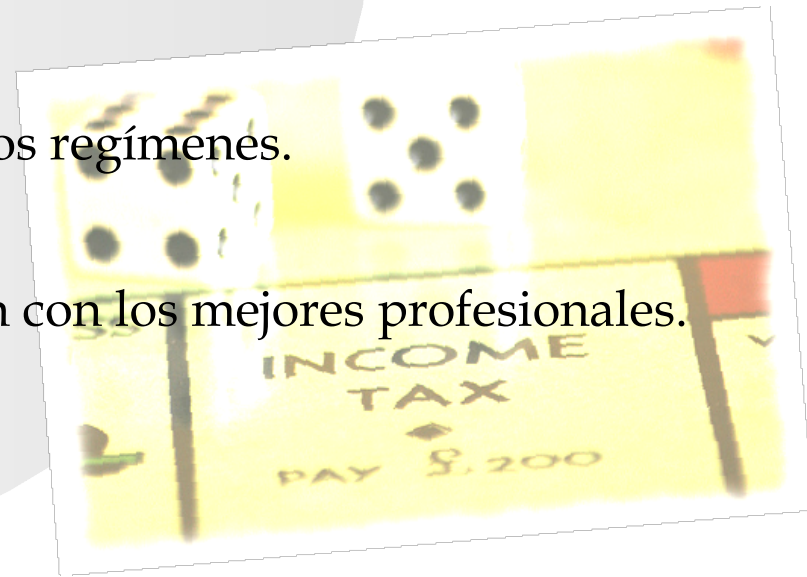 os regímenes.
n con los mejores profesionales.
INCOME
TAX
PAY £200